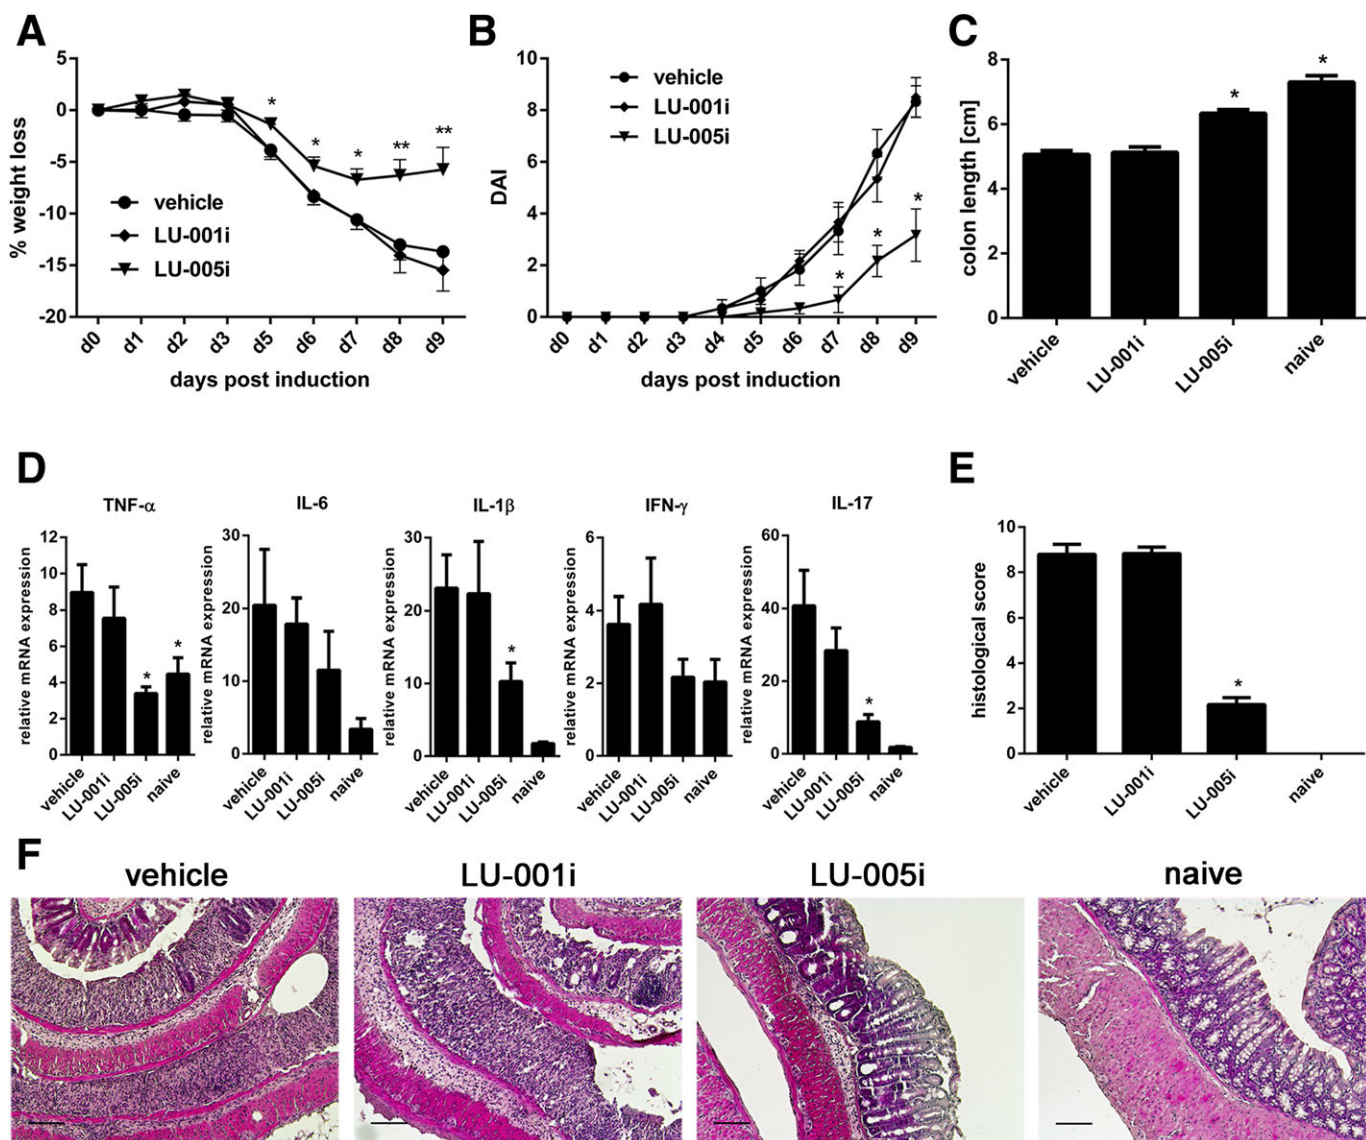 A
% weight loss
5
0
-5
-10
-15
-20
*
*
*
**
**
vehicle
LU-001i
LU-005i
d0 d1 d2 d3 d5 d6 d7 d8 d9
days post induction
B
DAI
10
8
6
4
2
0
vehicle
LU-001i
LU-005i
*
*
*
d0 d1 d2 d3 d4 d5 d6 d7 d8 d9
days post induction
C
colon length [cm]
8
6
4
2
0
*
*
vehicle LU-001i LU-005i naive
D
TNF-α
relative mRNA expression
12
10
8
6
4
2
0
*
*
vehicle LU-001i LU-005i naive
IL-6
relative mRNA expression
30
20
10
0
vehicle LU-001i LU-005i naive
IL-1β
relative mRNA expression
30
20
10
0
*
vehicle LU-001i LU-005i naive
IFN-γ
relative mRNA expression
6
4
2
0
vehicle LU-001i LU-005i naive
IL-17
relative mRNA expression
60
40
20
0
*
vehicle LU-001i LU-005i naive
E
histological score
10
8
6
4
2
0
*
vehicle LU-001i LU-005i naive
F
vehicle LU-001i LU-005i naive